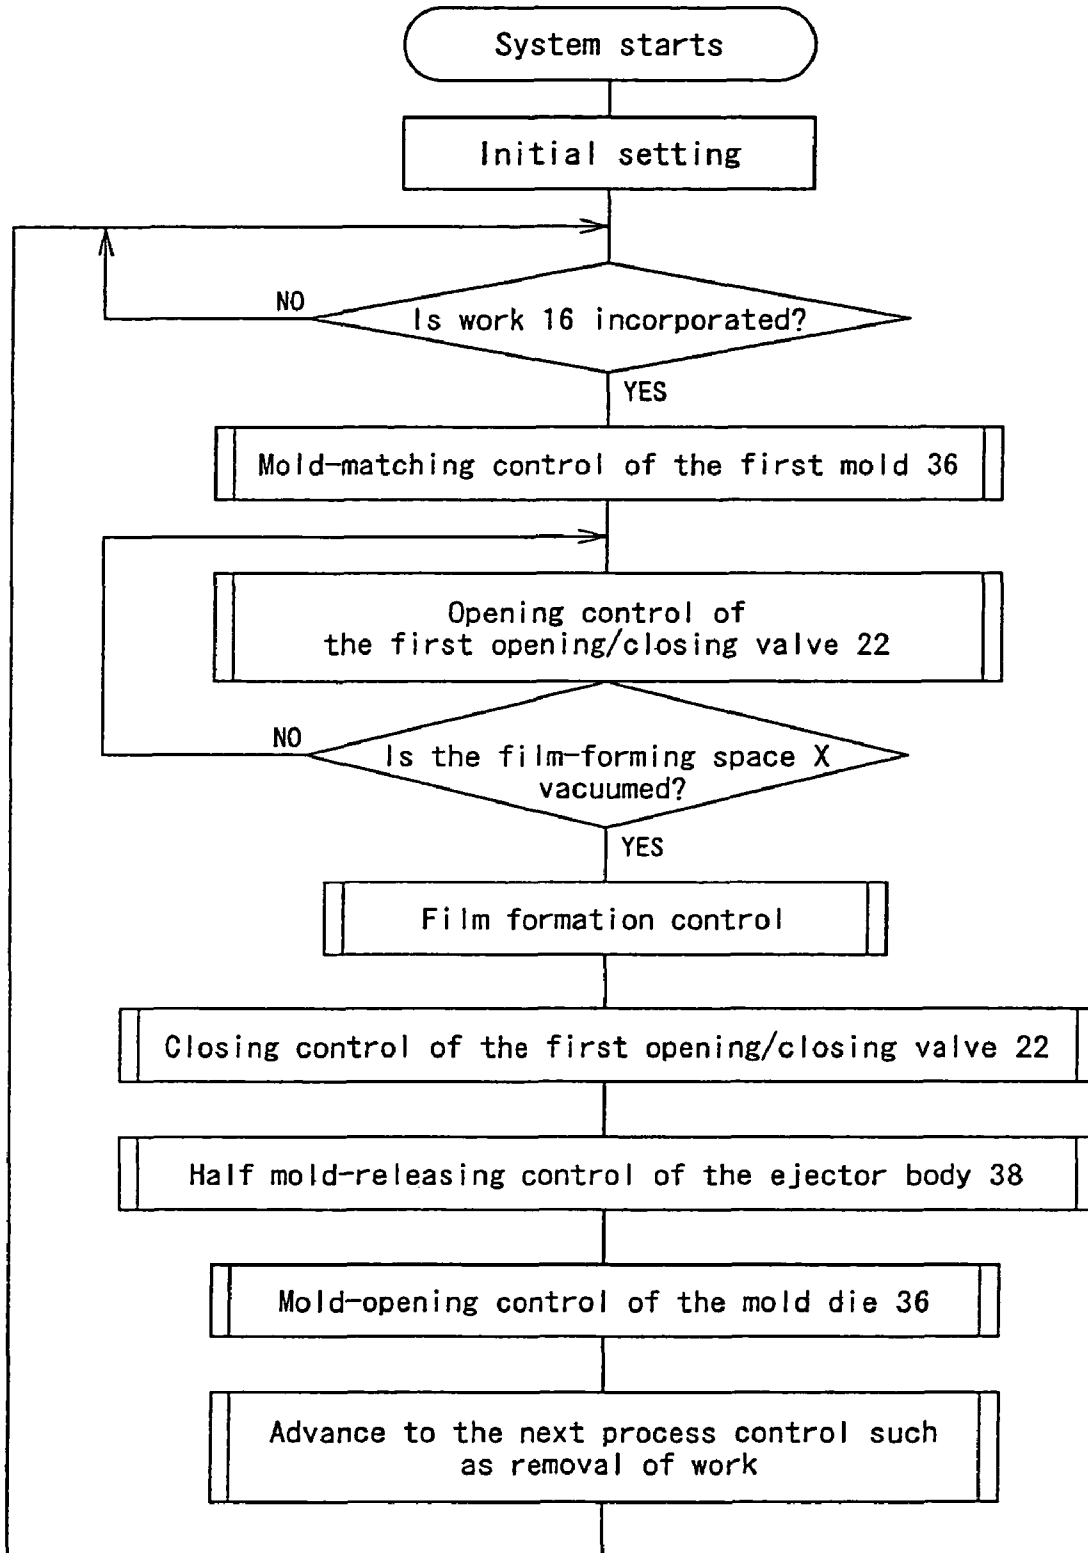 System starts
Initial setting
NO
Is work 16 incorporated?
YES
Mold-matching control of the first mold 36
Opening control of
the first opening/closing valve 22
NO
Is the film-forming space X
vacuumed?
YES
Film formation control
Closing control of the first opening/closing valve 22
Half mold-releasing control of the ejector body 38
Mold-opening control of the mold die 36
Advance to the next process control such
as removal of work